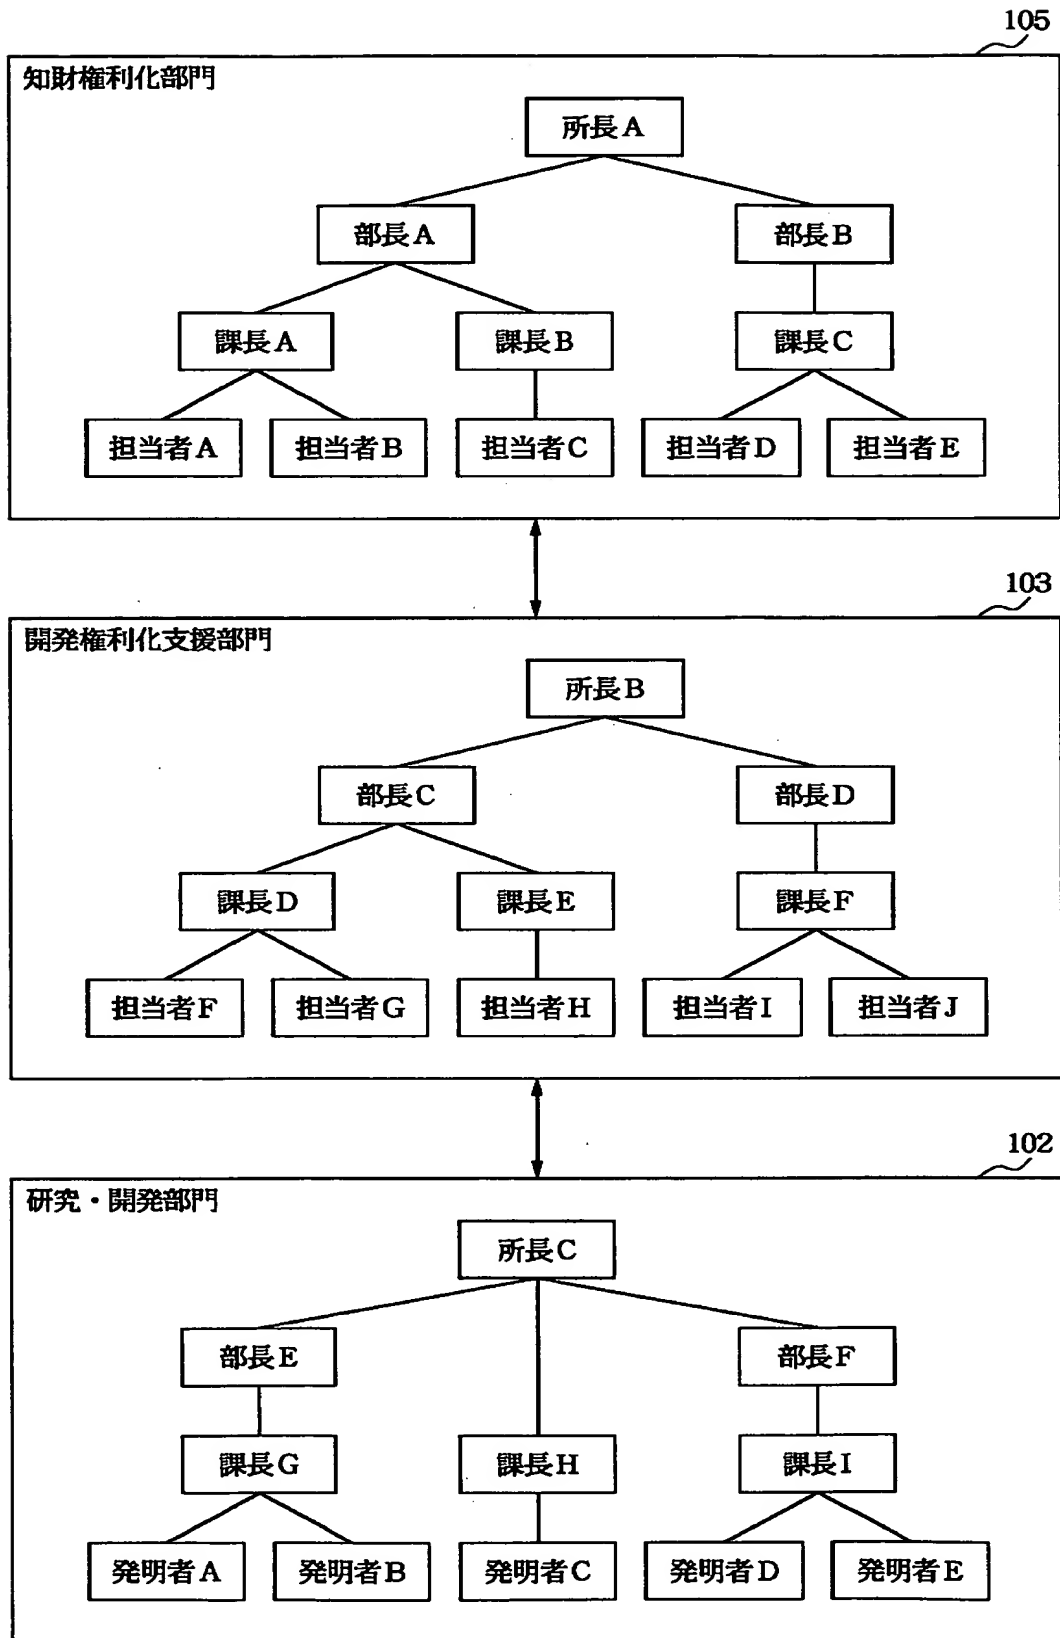 105
知財権利化部門
所長A
部長A
部長B
課長A
課長B
課長C
担当者A
担当者B
担当者C
担当者D
担当者E
103
開発権利化支援部門
所長B
部長C
部長D
課長D
課長E
課長F
担当者F
担当者G
担当者H
担当者I
担当者J
102
研究・開発部門
所長C
部長E
部長F
課長G
課長H
課長I
発明者A
発明者B
発明者C
発明者D
発明者E